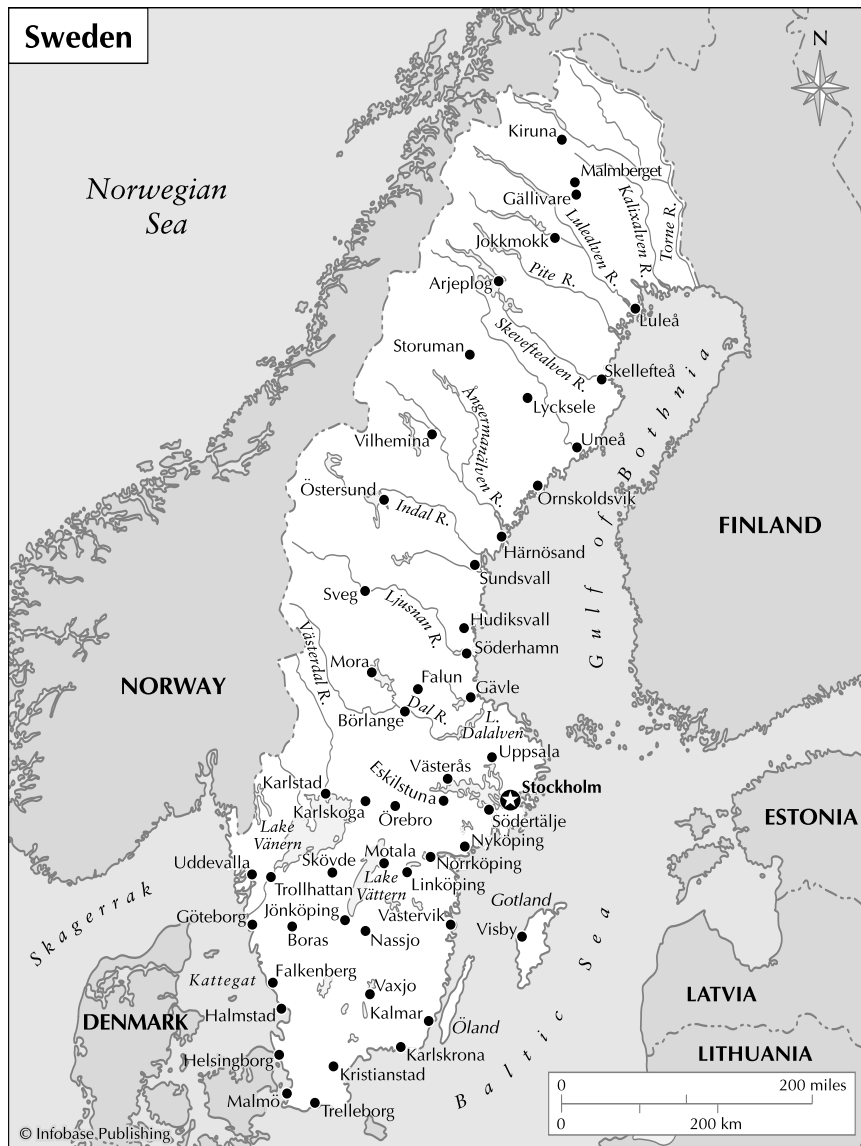 Sweden
N
Norwegian
Sea
Kiruna
Malmberget
Gällivare
Kalixalven R.
Torne R.
Lulealven R.
Jokkmokk
Pite R.
Arjeplog
Luleå
Skeveftealven R.
Storuman
Skellefteå
Lycksele
Ångermanälven R.
Vilhemina
Umeå
Gulf of Bothnia
Östersund
Indal R.
Ornskoldsvik
FINLAND
Härnösand
Sundsvall
Sveg
Ljusnan R.
Hudiksvall
Söderhamn
Västerdal R.
Mora
Falun
NORWAY
Gävle
Börlange
Dal R.
L.
Dalalven
Uppsala
Västerås
Eskilstuna
Stockholm
Karlstad
Karlskoga
Örebro
Södertälje
ESTONIA
Lake
Vänern
Nyköping
Motala
Norrköping
Uddevalla
Skövde
Trollhattan
Lake
Vättern
Linköping
Skagerrak
Göteborg
Jönköping
Boras
Nassjo
Vastervik
Gotland
Visby
Kattegat
Falkenberg
Vaxjo
LATVIA
DENMARK
Halmstad
Kalmar
Öland
Baltic Sea
Helsingborg
Karlskrona
Kristianstad
LITHUANIA
Malmö
Trelleborg
0 200 miles
0 200 km
© Infobase Publishing